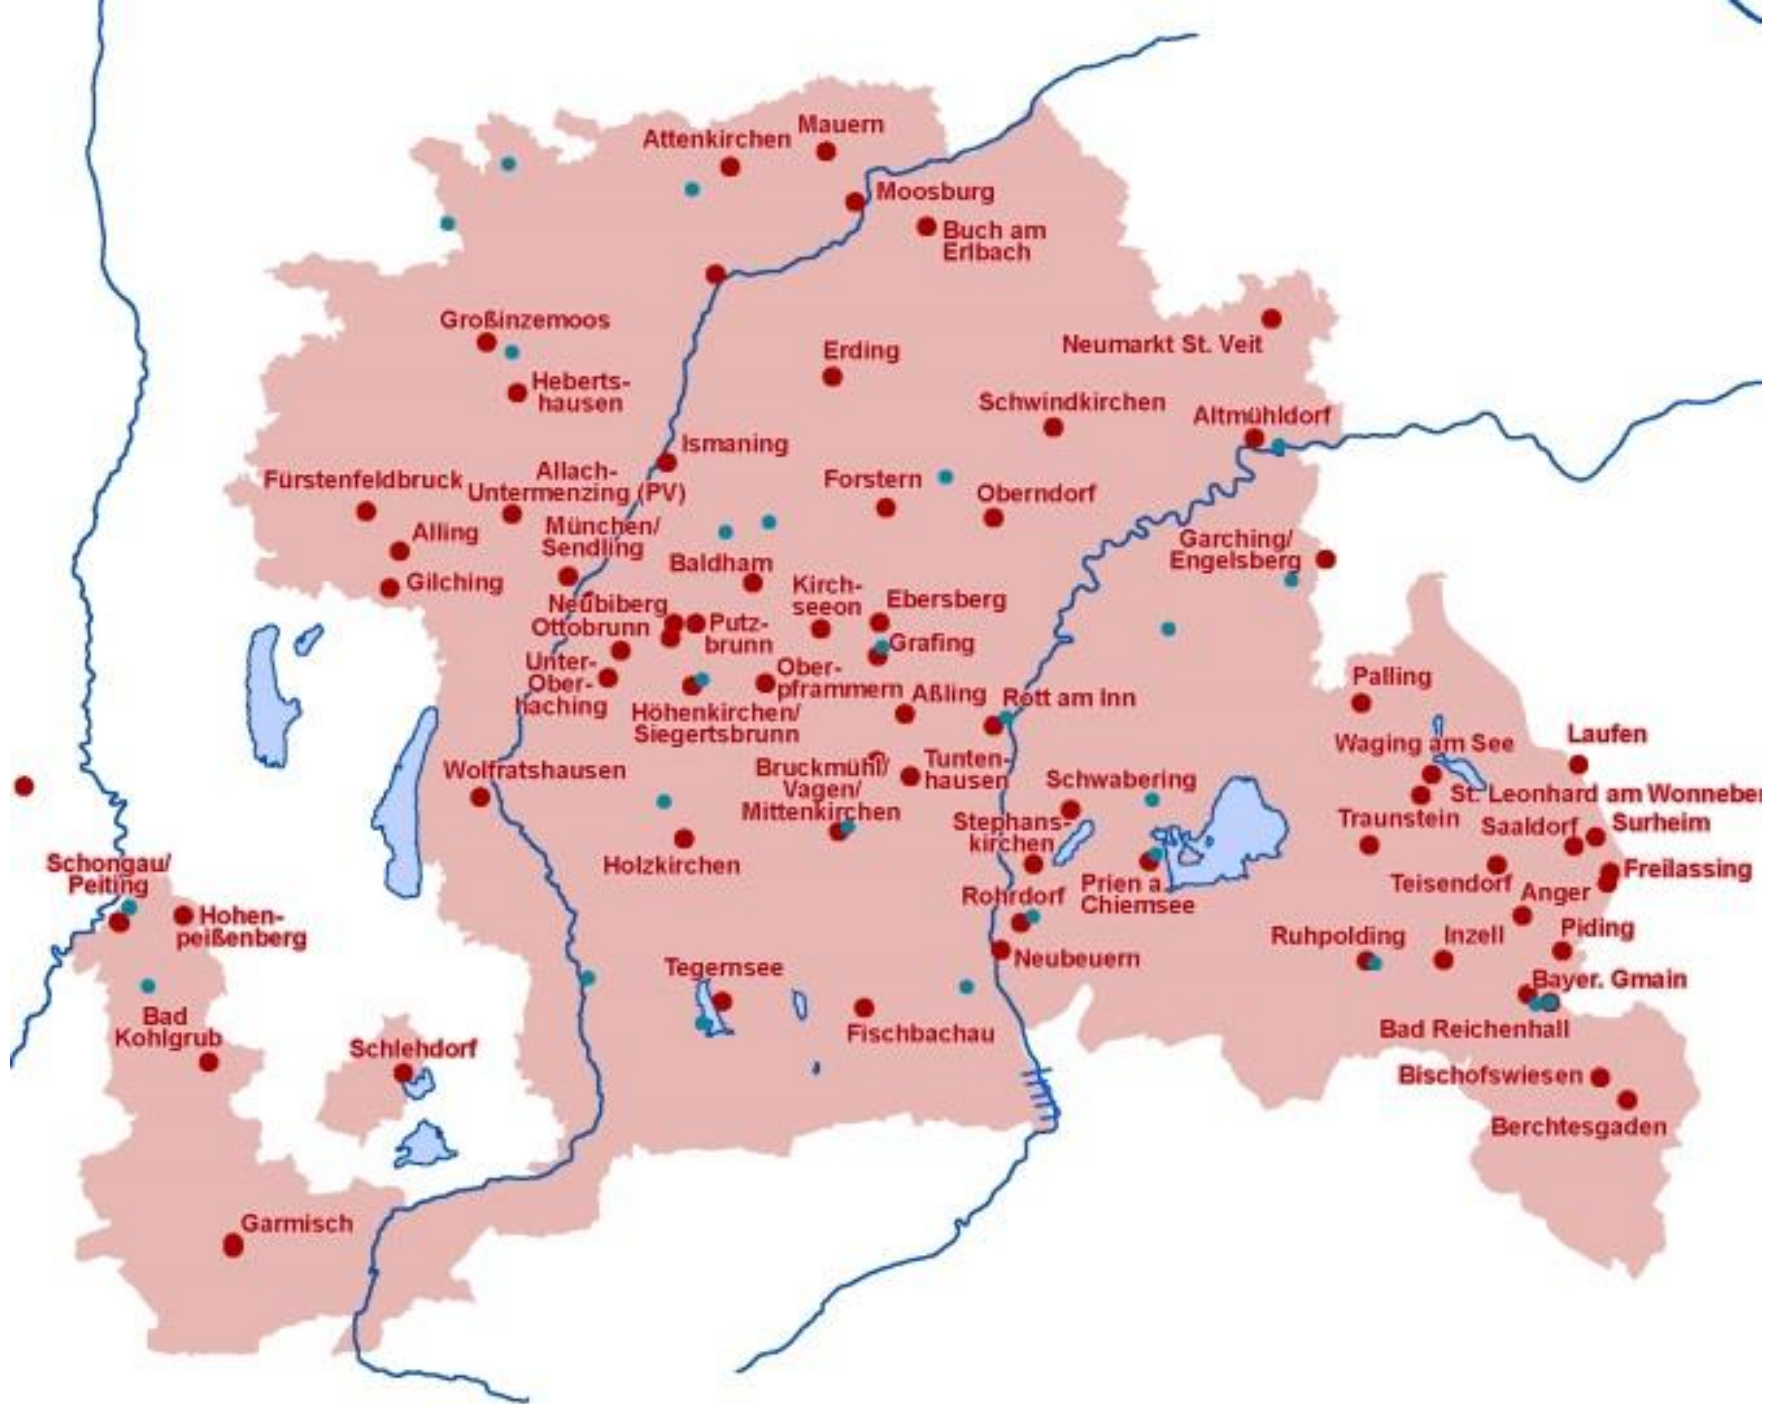 Attenkirchen
Mauern
Moosburg
Buch am
Erlbach
Großinzemoos
Neumarkt St. Veit
Erding
Heberts-
hausen
Schwindkirchen
Altmühldorf
Ismaning
Fürstenfeldbruck
Allach-
Untermenzing (PV)
Forstern
Oberndorf
Alling
München/
Sendling
Garching/
Engelsberg
Baldham
Gilching
Kirch-
seeon
Ebersberg
Neubiberg
Ottobrunn
Putz-
brunn
Grafing
Unter-
Ober-
haching
Ober-
pframmern
Aßling
Rott am Inn
Palling
Höhenkirchen/
Siegertsbrunn
Waging am See
Laufen
Wolfratshausen
Bruckmühl/
Vagen/
Mittenkirchen
Tunten-
hausen
Schwabering
St. Leonhard am Wonneber
Stephans-
kirchen
Traunstein
Saaldorf
Surheim
Schongau/
Peiting
Holzkirchen
Freilassing
Prien a.
Chiemsee
Teisendorf
Anger
Rohrdorf
Hohen-
peißenberg
Ruhpolding
Inzell
Piding
Neubeuern
Tegernsee
Bayer. Gmain
Bad
Kohlgrub
Fischbachau
Bad Reichenhall
Schlehdorf
Bischofswiesen
Berchtesgaden
Garmisch